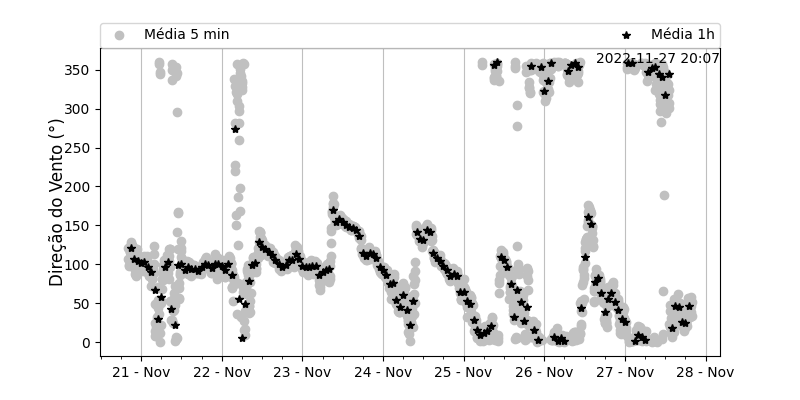 Média 5 min
Média 1h
2022-11-27 20:07
Direção do Vento (°)
350
300
250
200
150
100
50
0
21 - Nov
22 - Nov
23 - Nov
24 - Nov
25 - Nov
26 - Nov
27 - Nov
28 - Nov